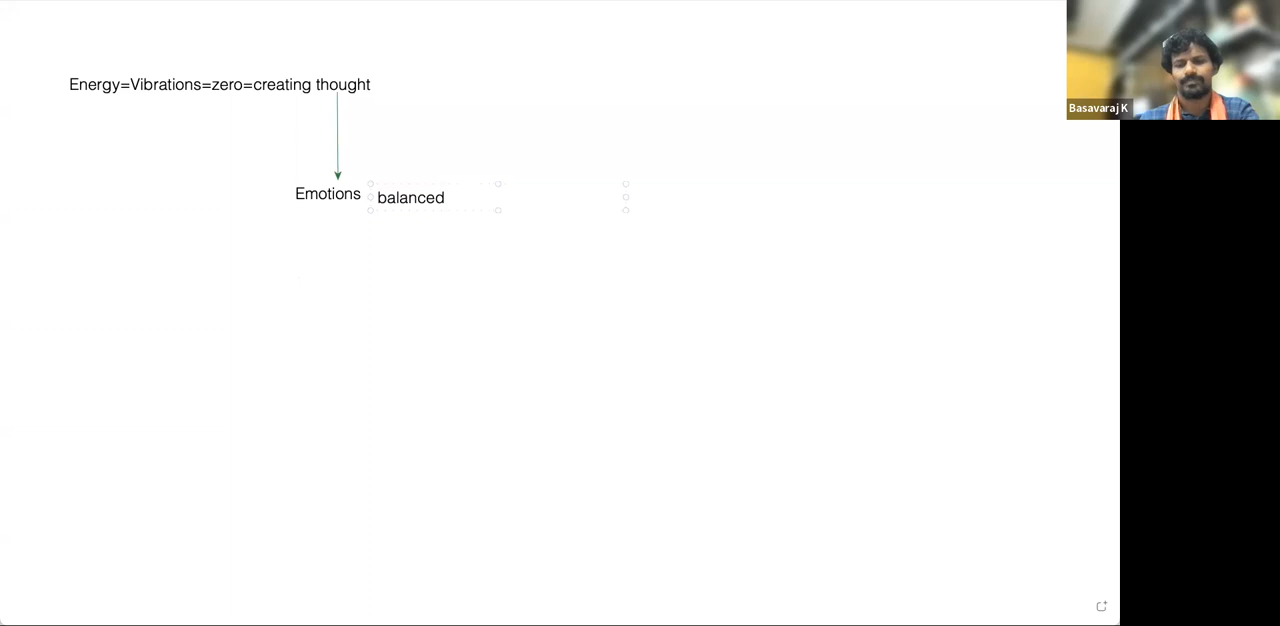 Energy=Vibrations=zero=creating thought
Basavaraj K
Emotions
balanced